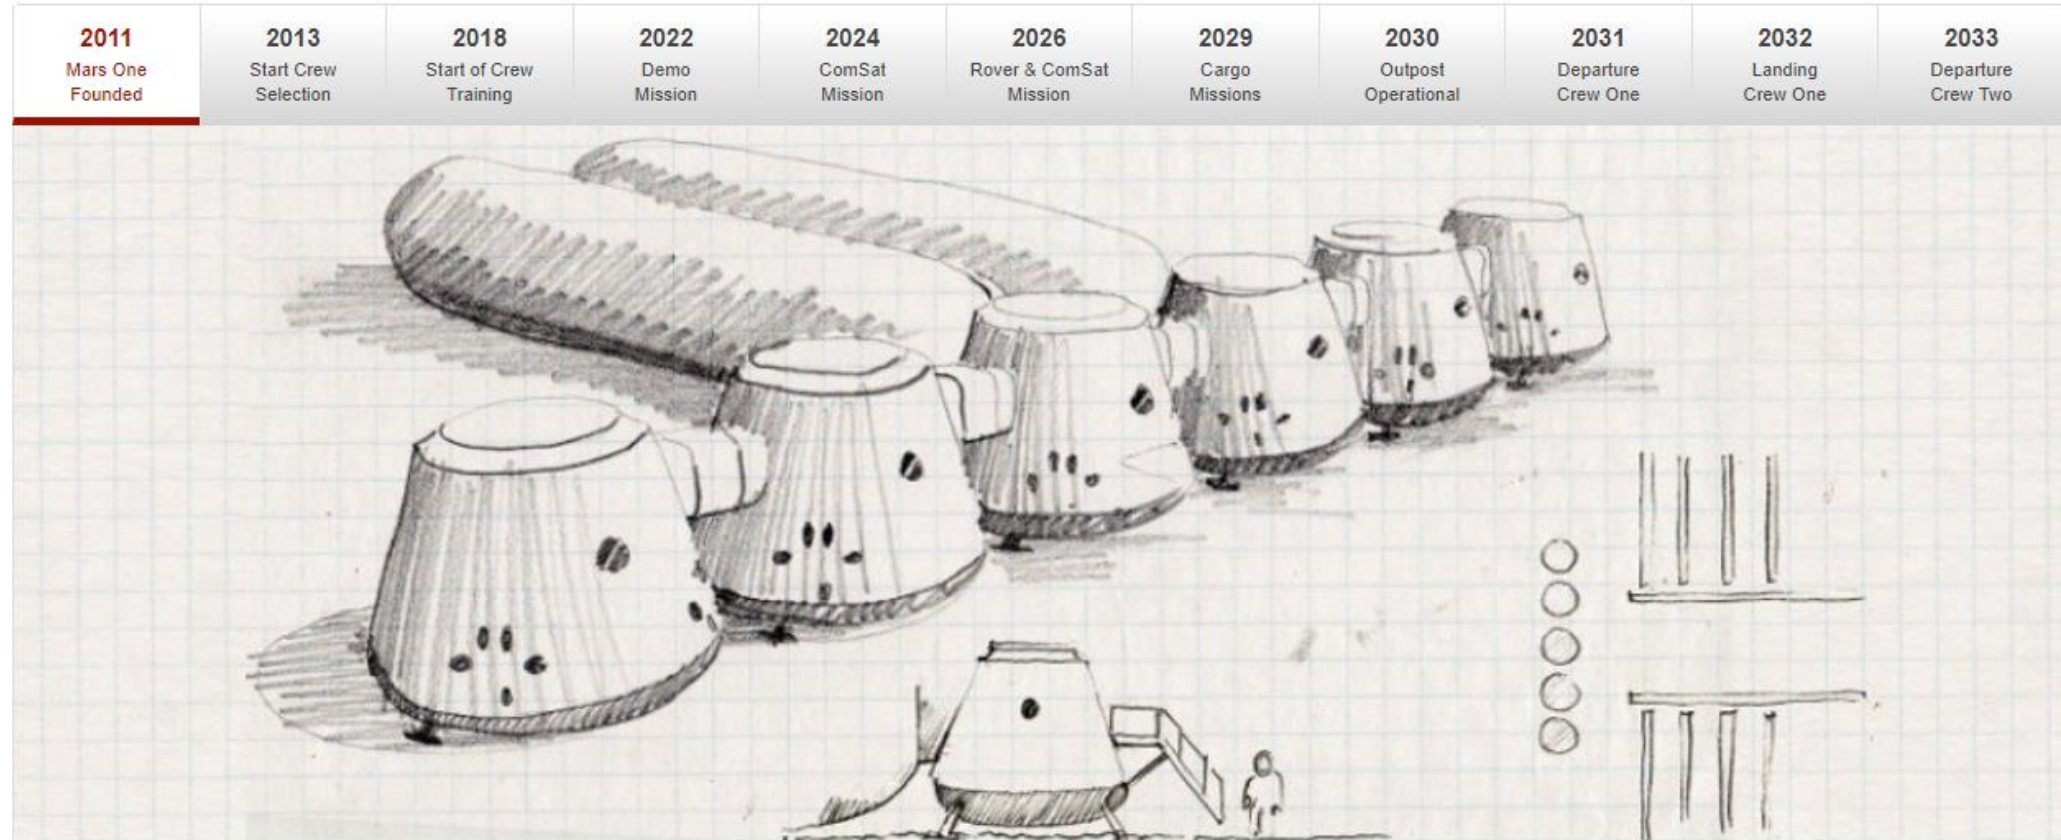 2011
Mars One
Founded
2013
Start Crew
Selection
2018
Start of Crew
Training
2022
Demo
Mission
2024
ComSat
Mission
2026
Rover & ComSat
Mission
2029
Cargo
Missions
2030
Outpost
Operational
2031
Departure
Crew One
2032
Landing
Crew One
2033
Departure
Crew Two